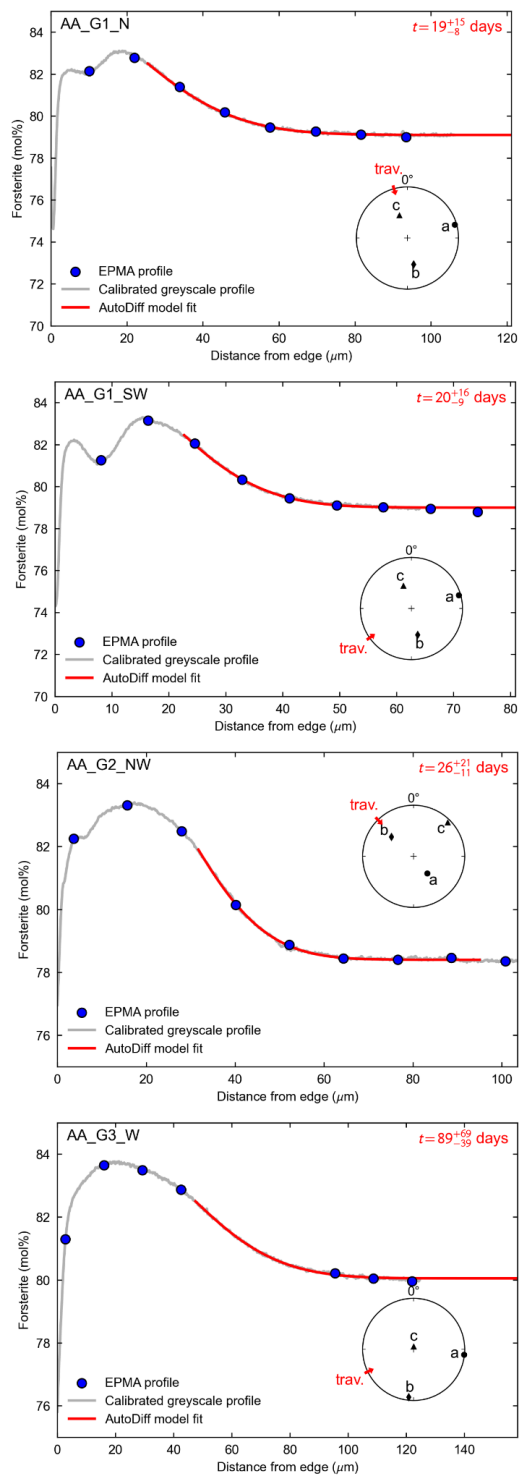 AA_G1_N
t=19+15−8 days
84
82
80
78
76
74
72
70
Forsterite (mol%)
trav.
0°
c
a
b
EPMA profile
Calibrated greyscale profile
AutoDiff model fit
0 20 40 60 80 100 120
Distance from edge (μm)
AA_G1_SW
t=20+16−9 days
84
82
80
78
76
74
72
70
Forsterite (mol%)
0°
c
a
b
trav.
EPMA profile
Calibrated greyscale profile
AutoDiff model fit
0 10 20 30 40 50 60 70 80
Distance from edge (μm)
AA_G2_NW
t=26+21−11 days
84
82
80
78
76
Forsterite (mol%)
0°
trav.
b
c
a
EPMA profile
Calibrated greyscale profile
AutoDiff model fit
0 20 40 60 80 100
Distance from edge (μm)
AA_G3_W
t=89+69−39 days
84
82
80
78
76
Forsterite (mol%)
0°
c
a
trav.
b
EPMA profile
Calibrated greyscale profile
AutoDiff model fit
0 20 40 60 80 100 120 140
Distance from edge (μm)